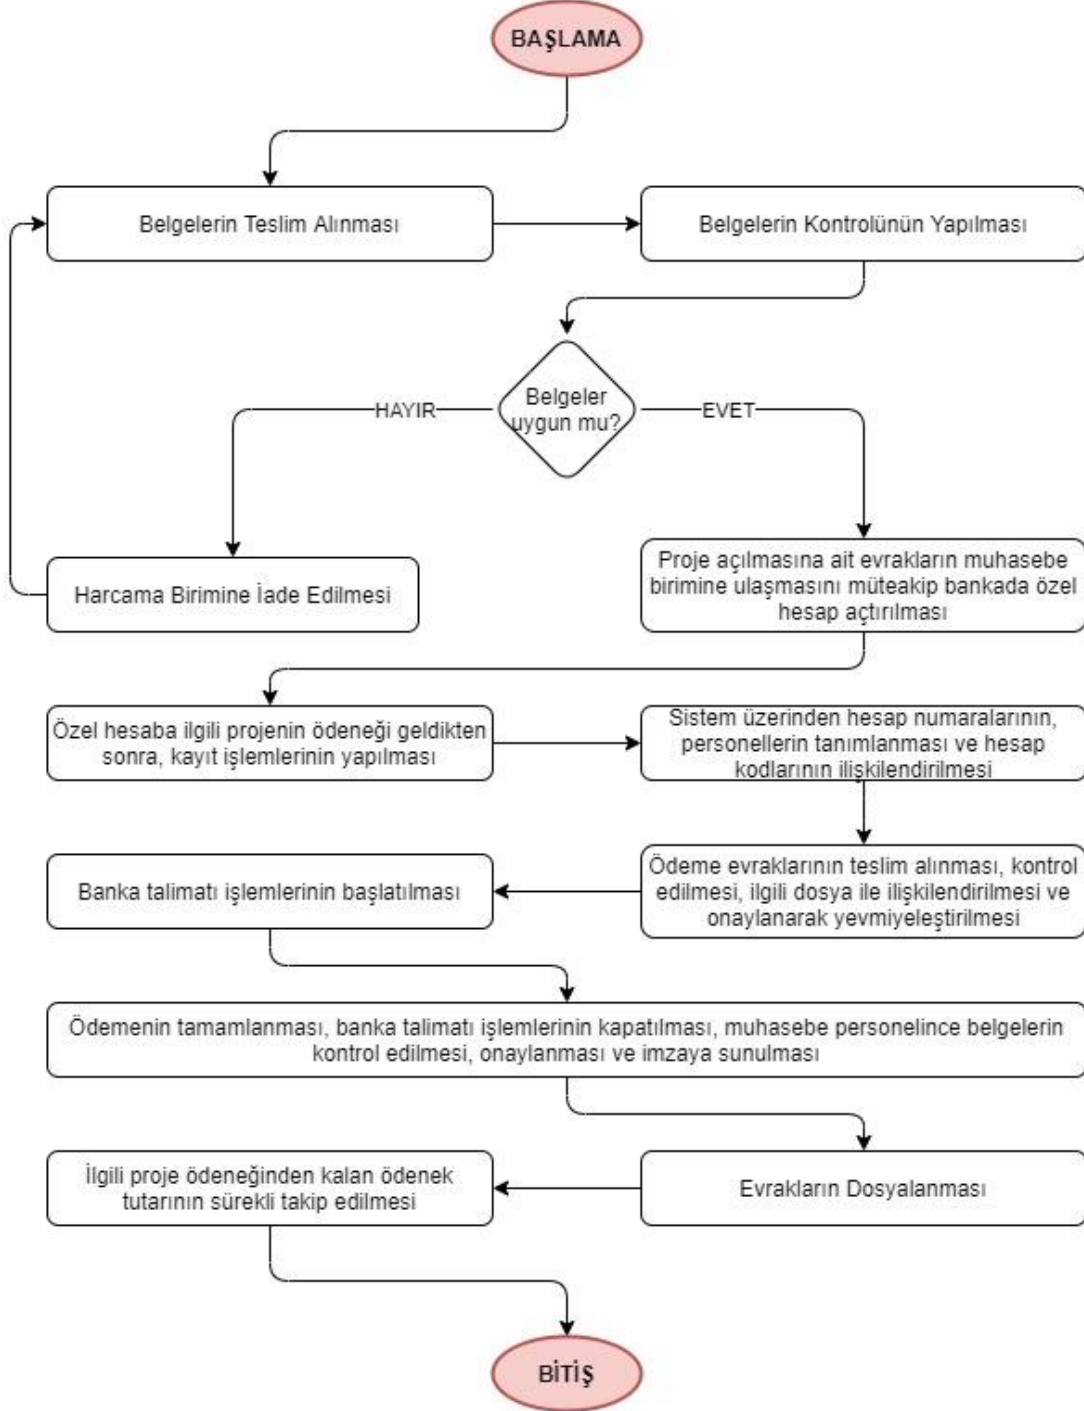 BAŞLAMA
Belgelerin Teslim Alınması
Belgelerin Kontrolünün Yapılması
Belgeler
uygun mu?
HAYIR
EVET
Harcama Birimine İade Edilmesi
Proje açılmasına ait evrakların muhasebe
birimine ulaşmasını müteakip bankada özel
hesap açtırılması
Özel hesaba ilgili projenin ödeneği geldikten
sonra, kayıt işlemlerinin yapılması
Sistem üzerinden hesap numaralarının,
personellerin tanımlanması ve hesap
kodlarının ilişkilendirilmesi
Ödeme evraklarının teslim alınması, kontrol
edilmesi, ilgili dosya ile ilişkilendirilmesi ve
onaylanarak yevmiyeleştirilmesi
Banka talimatı işlemlerinin başlatılması
Ödemenin tamamlanması, banka talimatı işlemlerinin kapatılması, muhasebe personelince belgelerin
kontrol edilmesi, onaylanması ve imzaya sunulması
Evrakların Dosyalanması
İlgili proje ödeneğinden kalan ödenek
tutarının sürekli takip edilmesi
BİTİŞ